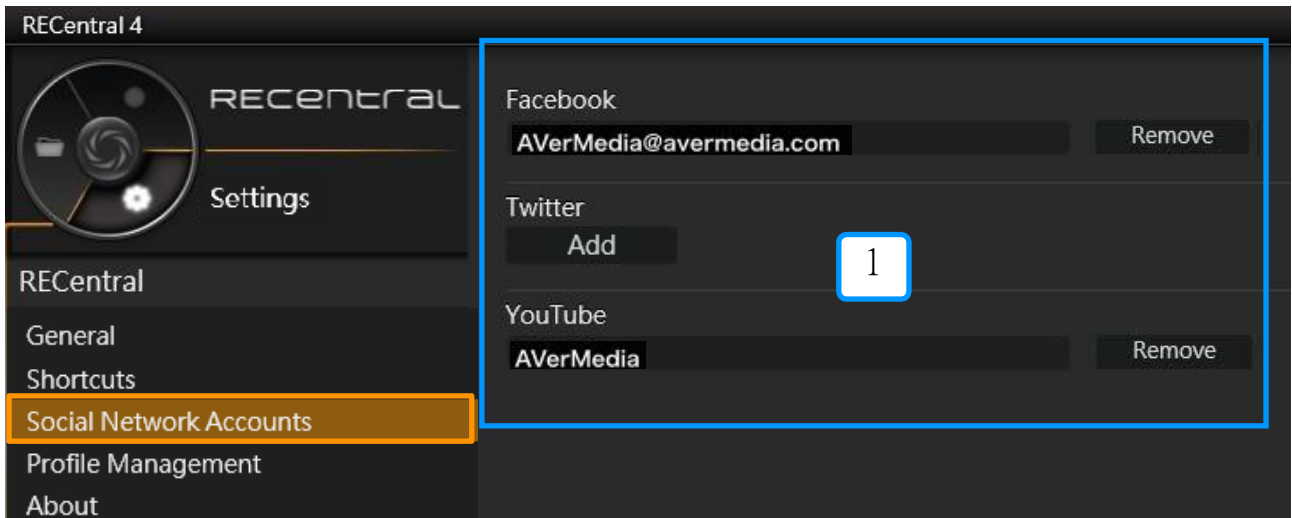 RECentral 4
RECentral
Settings
RECentral
General
Shortcuts
Social Network Accounts
Profile Management
About
Facebook
AVerMedia@avermedia.com Remove
Twitter
Add
1
YouTube
AVerMedia Remove